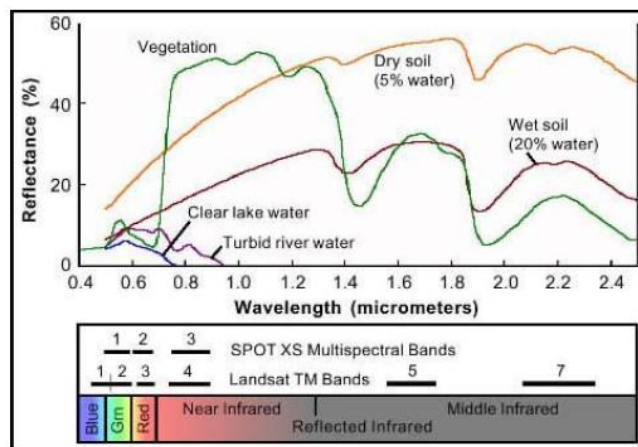 Reflectance (%)
60
40
20
0
Vegetation
Dry soil
(5% water)
Wet soil
(20% water)
Clear lake water
Turbid river water
0.4 0.6 0.8 1.0 1.2 1.4 1.6 1.8 2.0 2.2 2.4
Wavelength (micrometers)
1 2 3
SPOT XS Multispectral Bands
1 2 3 4 5 7
Landsat TM Bands
Blue
Grn
Red
Near Infrared
Middle Infrared
Reflected Infrared